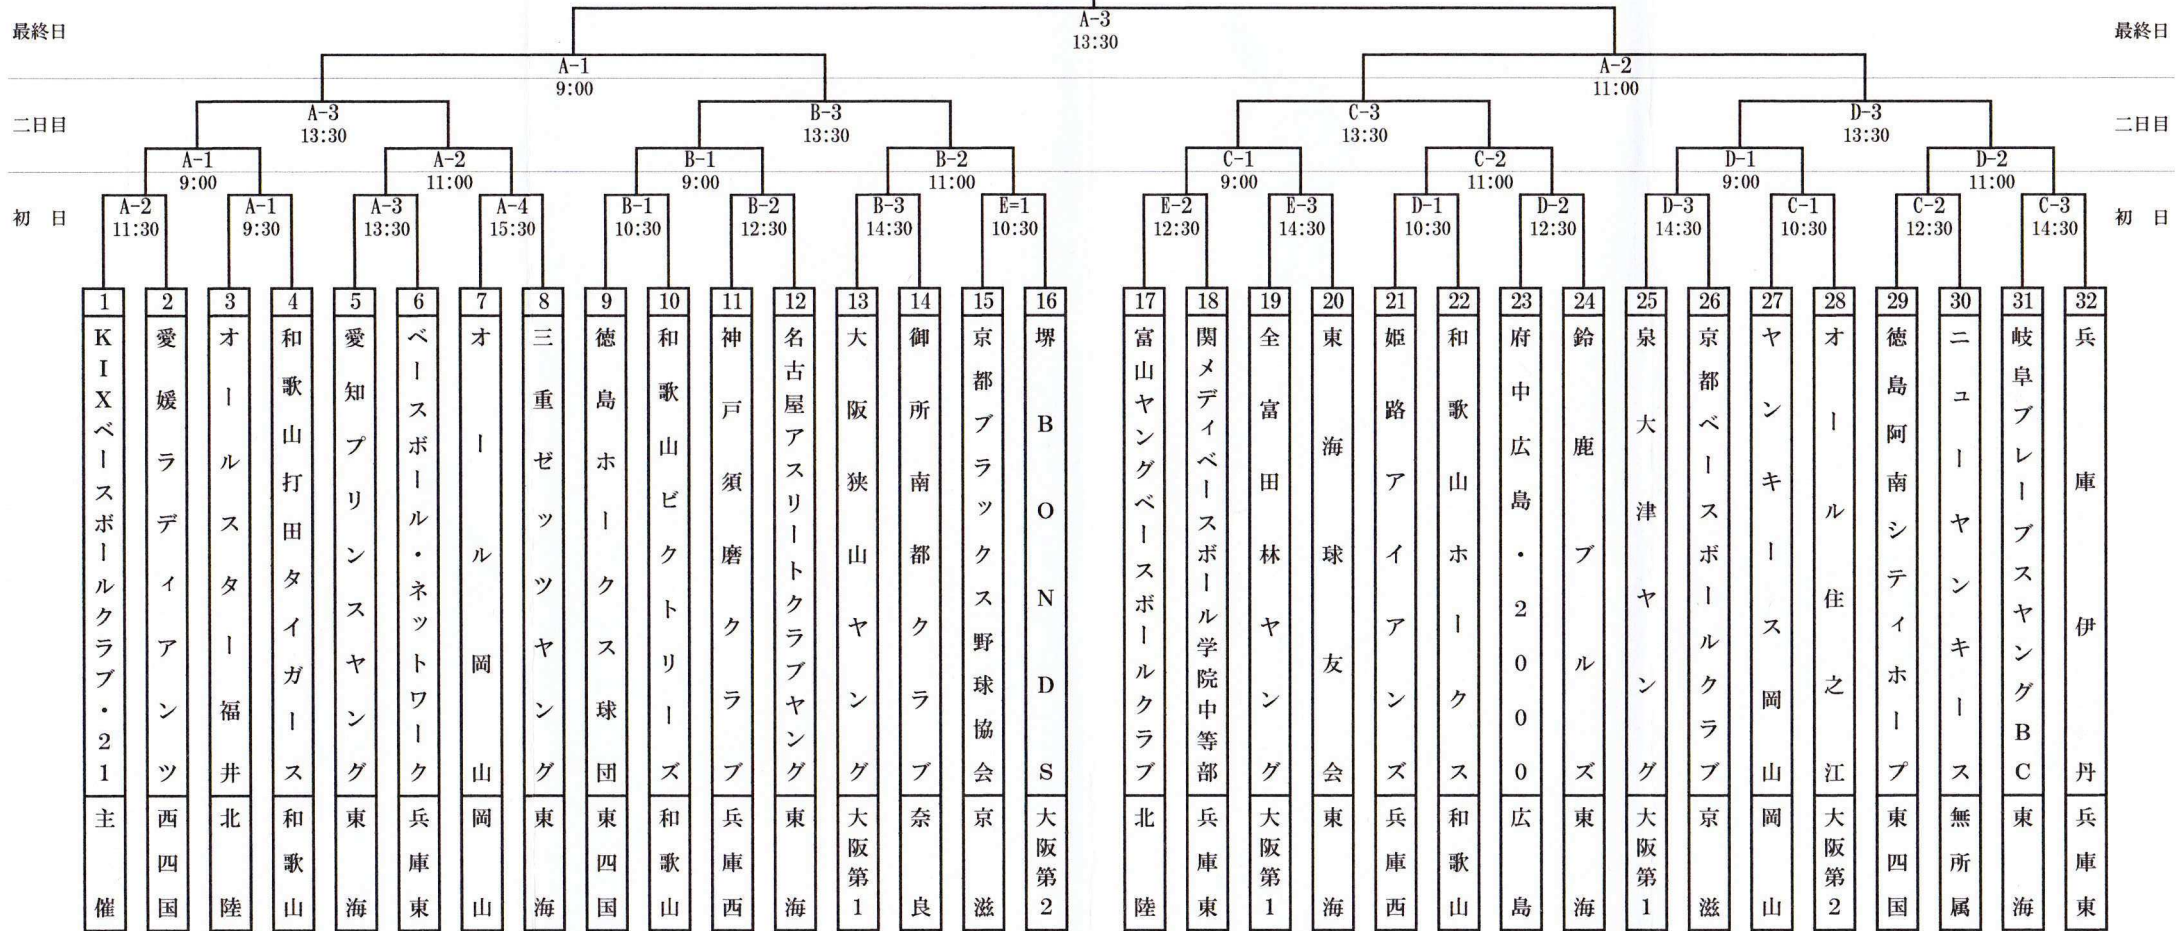 A-3
13:30
最終日
最終日
A-1
9:00
A-2
11:00
二日目
二日目
A-3
13:30
B-3
13:30
C-3
13:30
D-3
13:30
A-1
9:00
A-2
11:00
B-1
9:00
B-2
11:00
C-1
9:00
C-2
11:00
D-1
9:00
D-2
11:00
初 日
初 日
A-2
11:30
A-1
9:30
A-3
13:30
A-4
15:30
B-1
10:30
B-2
12:30
B-3
14:30
E=1
10:30
E-2
12:30
E-3
14:30
D-1
10:30
D-2
12:30
D-3
14:30
C-1
10:30
C-2
12:30
C-3
14:30
1
KIXベースボールクラブ・21
主催
2
愛媛ラディアンツ
西四国
3
オールスター福井
北陸
4
和歌山打田タイガース
和歌山
5
愛知プリンスヤング
東海
6
ベースボール・ネットワーク
兵庫東
7
オール岡山
岡山
8
三重ゼッツヤング
東海
9
徳島ホークス球団
東四国
10
和歌山ビクトリーズ
和歌山
11
神戸須磨クラブ
兵庫西
12
名古屋アスリートクラブヤング
東海
13
大阪狭山ヤング
大阪第1
14
御所南都クラブ
奈良
15
京都ブラックス野球協会
京滋
16
堺BONDS
大阪第2
17
富山ヤングベースボールクラブ
北陸
18
関メディベースボール学院中等部
兵庫東
19
全富田林ヤング
大阪第1
20
東海球友会
東海
21
姫路アイアンズ
兵庫西
22
和歌山ホークス
和歌山
23
府中広島・2000
広島
24
鈴鹿ブルズ
東海
25
泉大津ヤング
大阪第1
26
京都ベースボールクラブ
京滋
27
ヤンキース岡山
岡山
28
オール住之江
大阪第2
29
徳島阿南シティホープ
東四国
30
ニューヤンキース
無所属
31
岐阜ブレーブスヤングBC
東海
32
兵庫伊丹
兵庫東